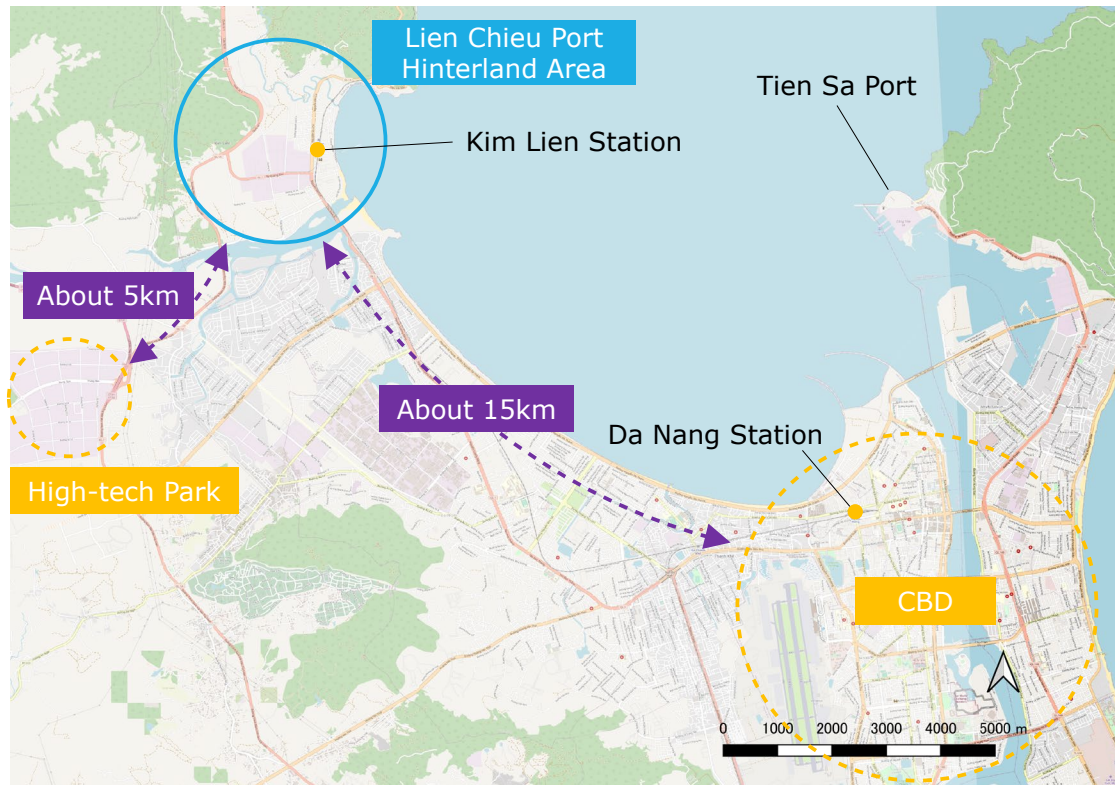 Lien Chieu Port
Hinterland Area
Tien Sa Port
Kim Lien Station
About 5km
About 15km
Da Nang Station
High-tech Park
CBD
0 1000 2000 3000 4000 5000 m